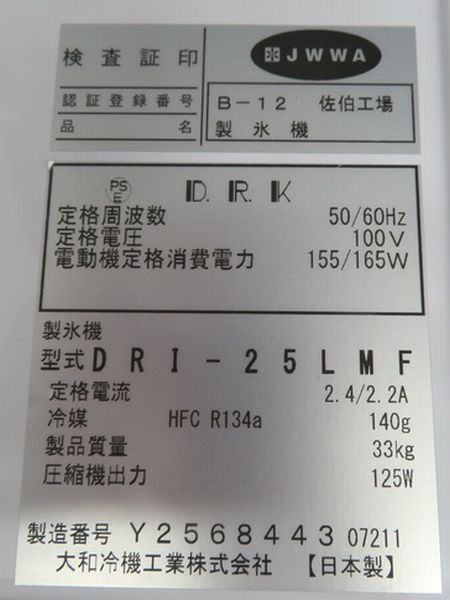 検査証印 JWWA
認証登録番号 B-12 佐伯工場
品名 製氷機
PSE D.R.K
定格周波数 50/60Hz
定格電圧 100V
電動機定格消費電力 155/165W
製氷機
型式 DRI-25LMF
定格電流 2.4/2.2A
冷媒 HFC R134a 140g
製品質量 33kg
圧縮機出力 125W
製造番号 Y2568443 07211
大和冷機工業株式会社 【日本製】